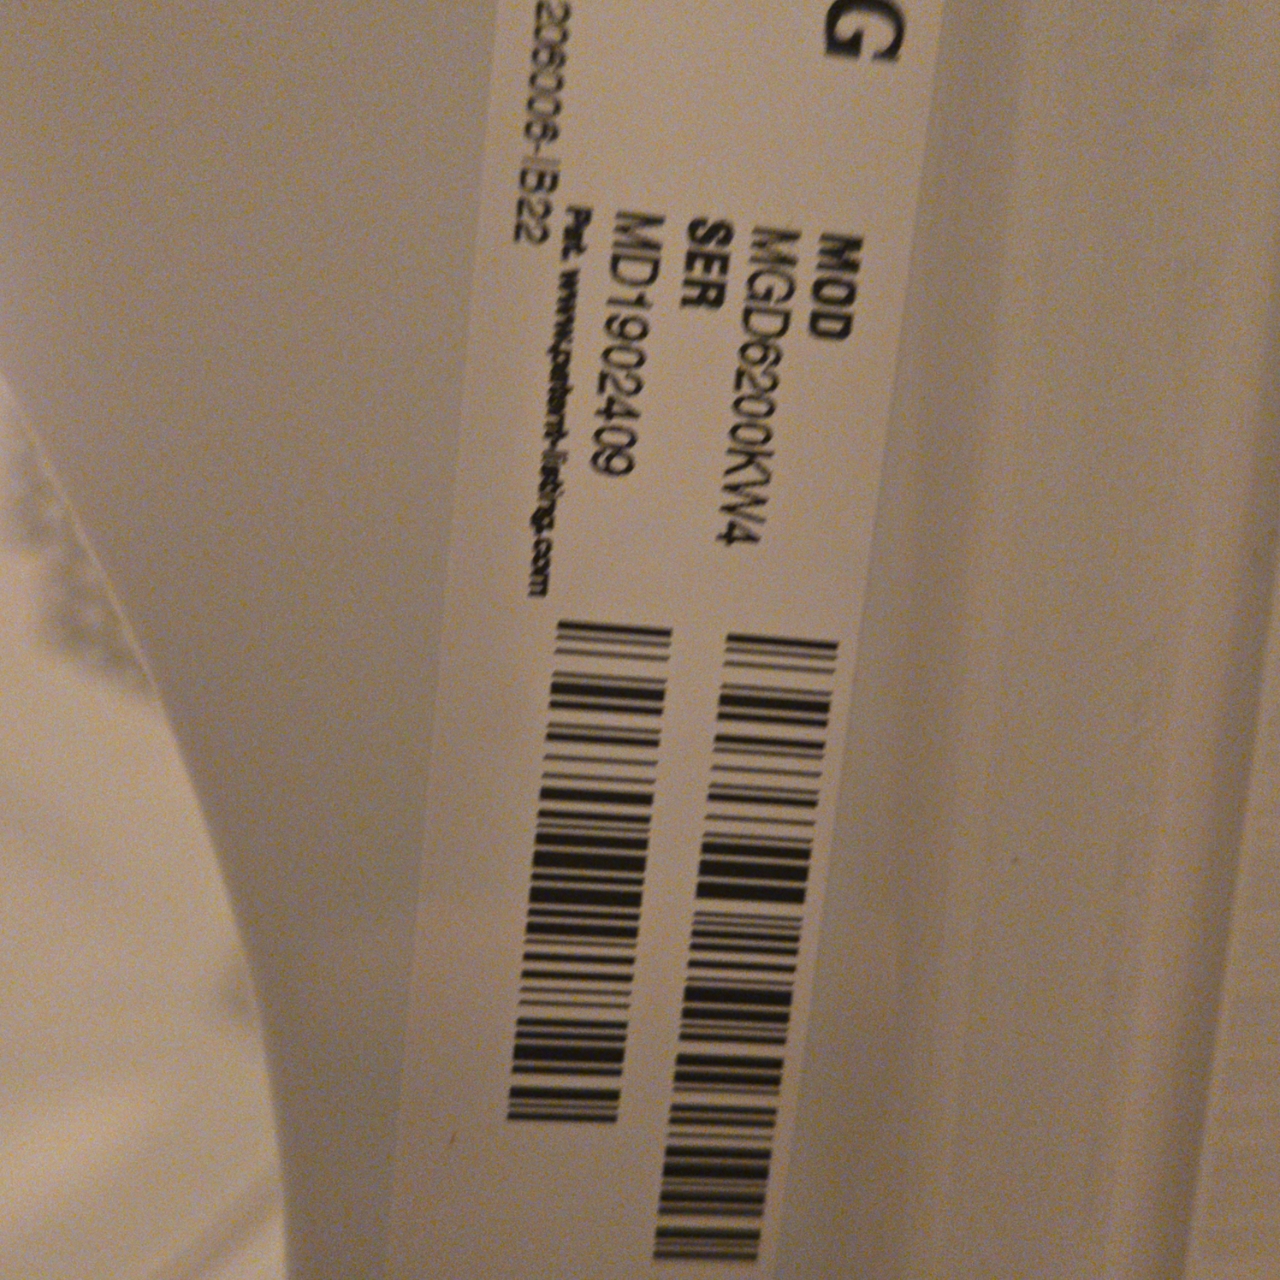 G
MOD
MGD6200KW4
SER
MD1902409
Pat. www.patent-listing.com
206006-IB22